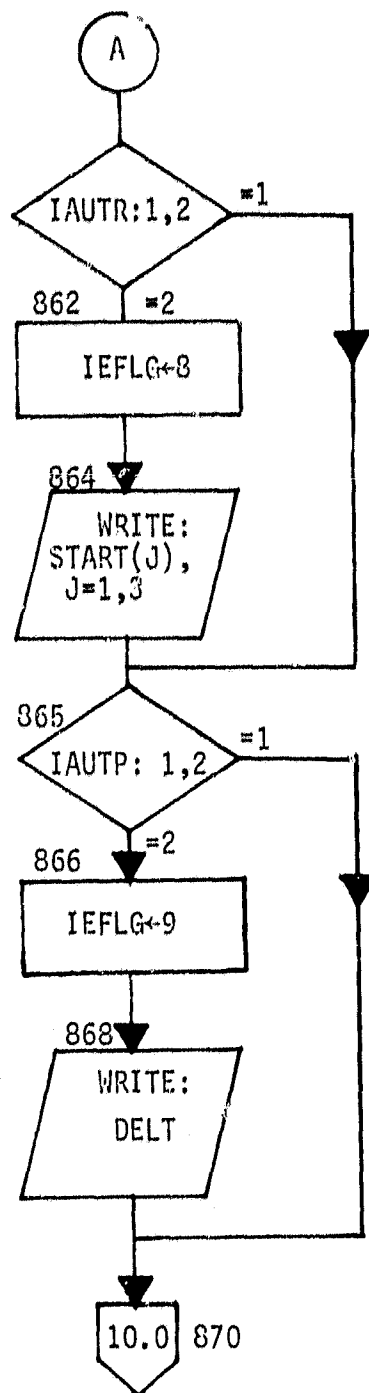 A
IAUTR:1,2
=1
862
=2
IEFLG←8
864
WRITE:
START(J),
J=1,3
865
=1
IAUTP: 1,2
=2
866
IEFLG←9
868
WRITE:
DELT
10.0
870